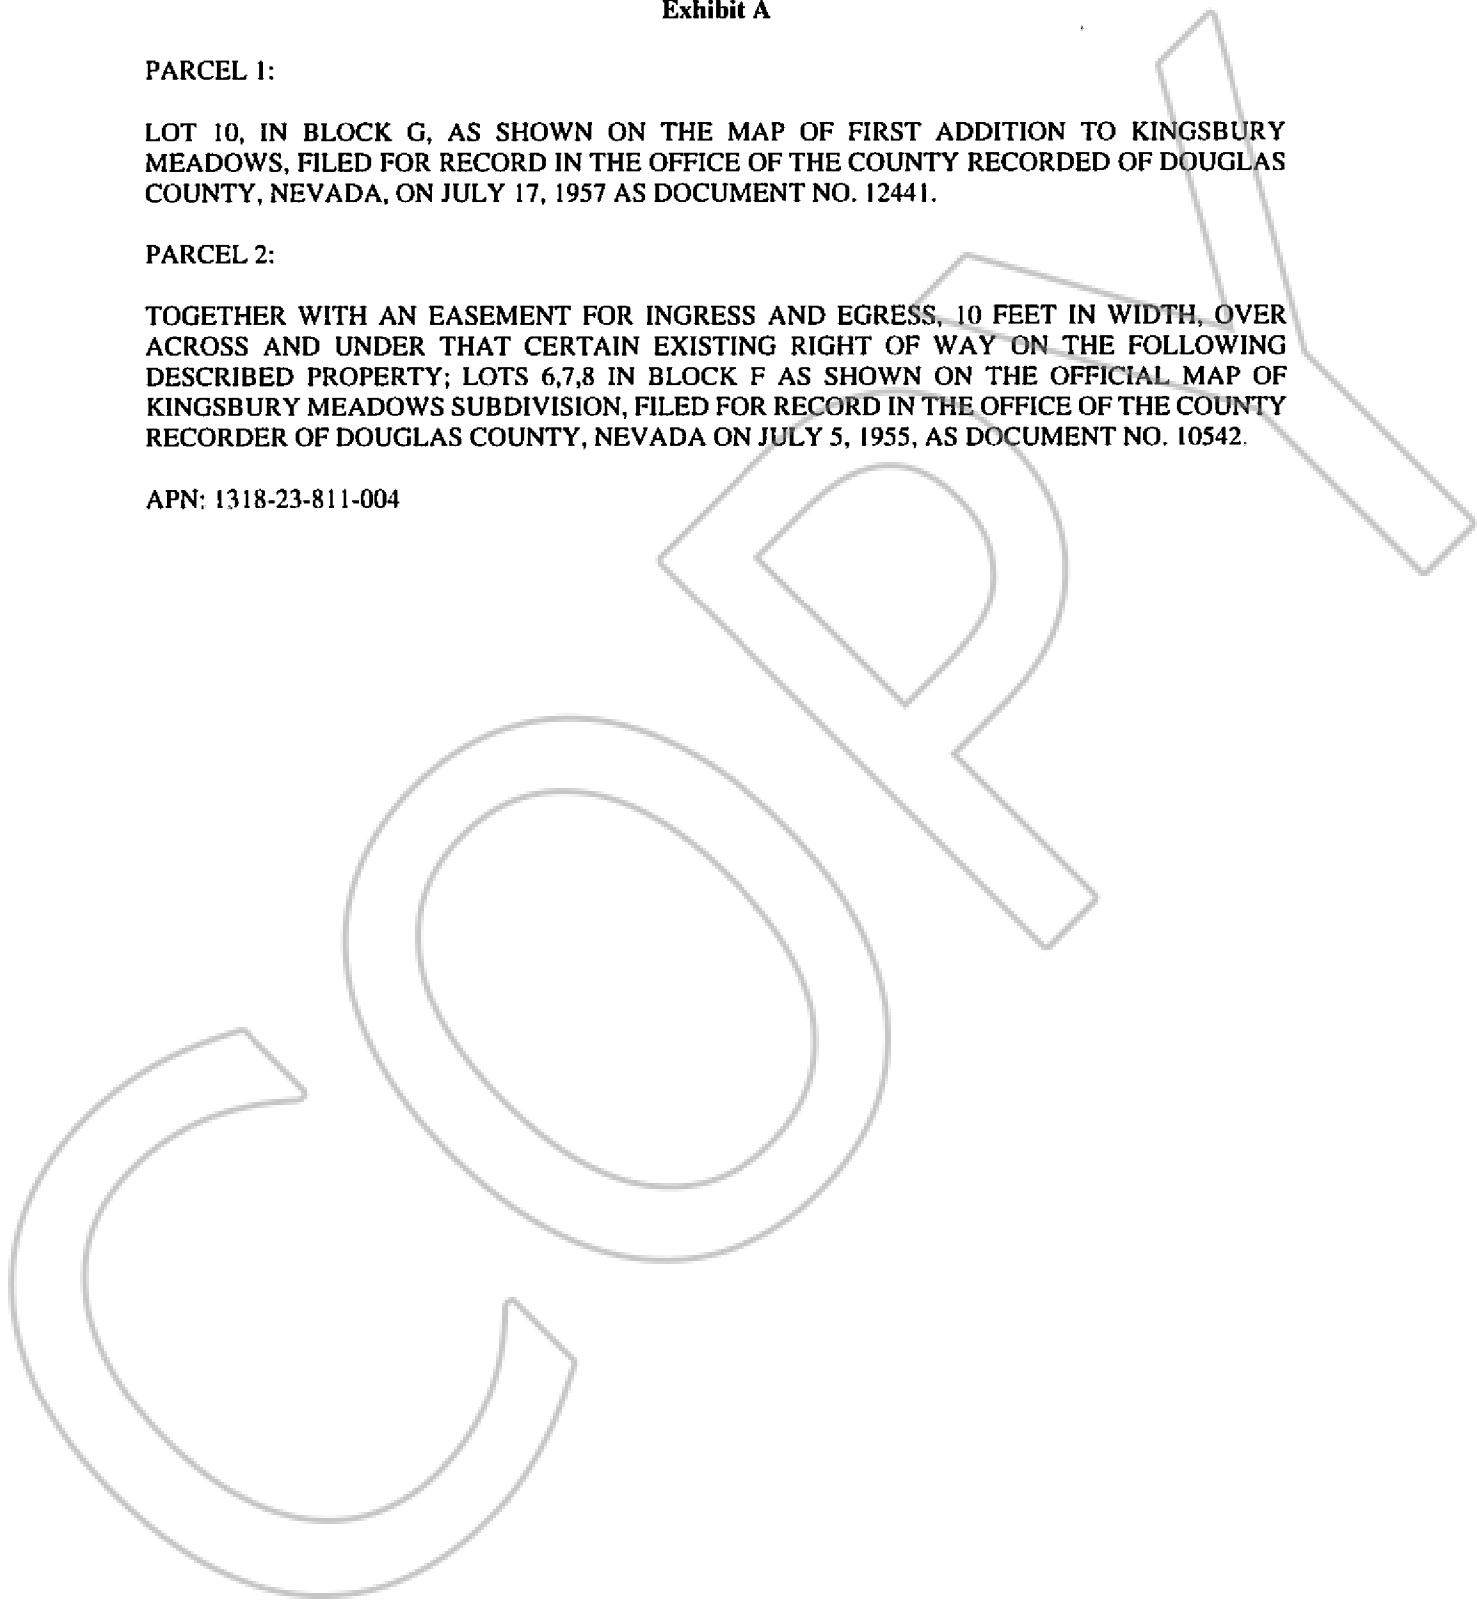 Exhibit A
PARCEL 1:
LOT 10, IN BLOCK G, AS SHOWN ON THE MAP OF FIRST ADDITION TO KINGSBURY
MEADOWS, FILED FOR RECORD IN THE OFFICE OF THE COUNTY RECORDED OF DOUGLAS
COUNTY, NEVADA, ON JULY 17, 1957 AS DOCUMENT NO. 12441.
PARCEL 2:
TOGETHER WITH AN EASEMENT FOR INGRESS AND EGRESS, 10 FEET IN WIDTH, OVER
ACROSS AND UNDER THAT CERTAIN EXISTING RIGHT OF WAY ON THE FOLLOWING
DESCRIBED PROPERTY; LOTS 6,7,8 IN BLOCK F AS SHOWN ON THE OFFICIAL MAP OF
KINGSBURY MEADOWS SUBDIVISION, FILED FOR RECORD IN THE OFFICE OF THE COUNTY
RECORDER OF DOUGLAS COUNTY, NEVADA ON JULY 5, 1955, AS DOCUMENT NO. 10542.
APN: 1318-23-811-004
COPY